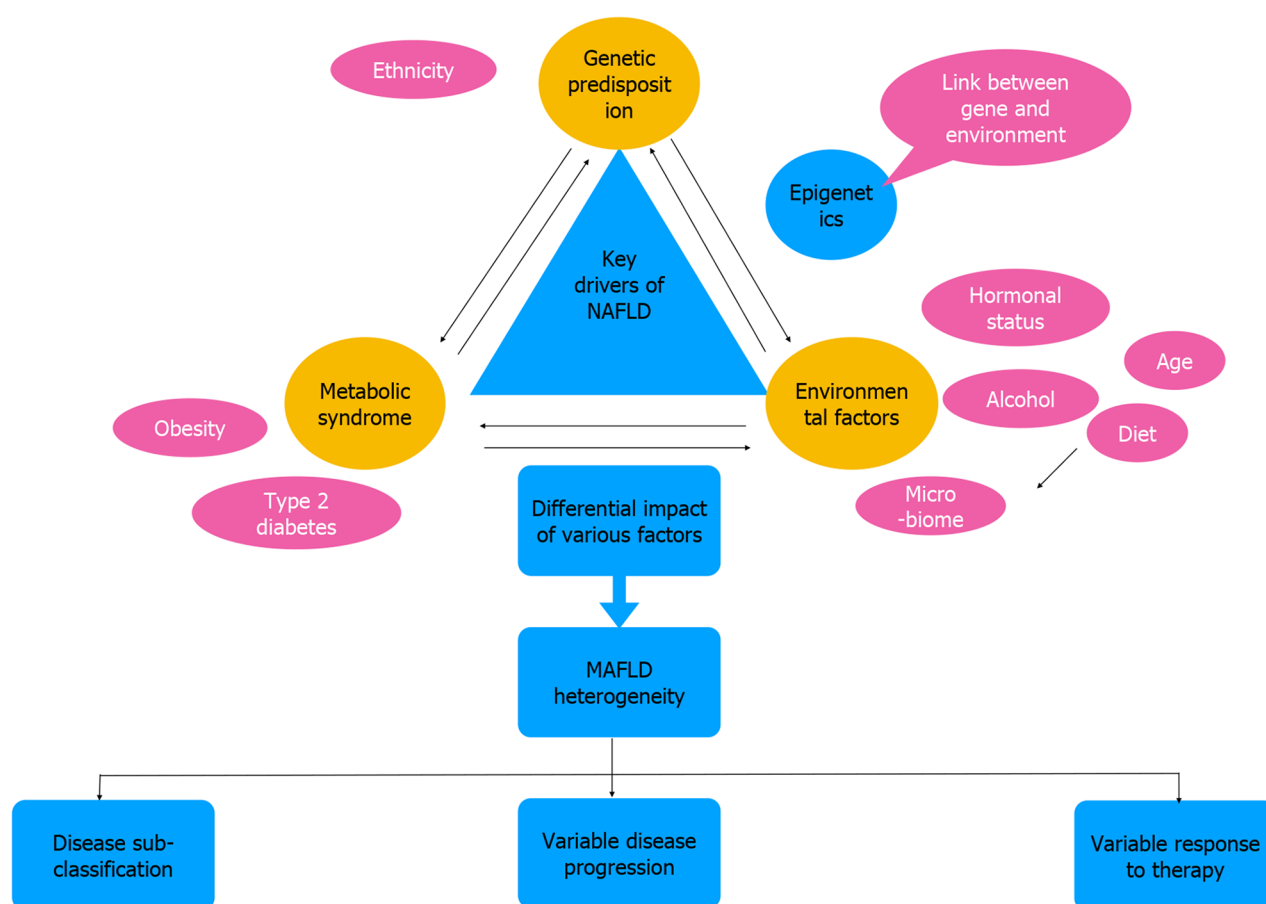 Genetic
predisposit
ion
Ethnicity
Link between
gene and
environment
Epigenet
ics
Key
drivers of
NAFLD
Hormonal
status
Age
Metabolic
syndrome
Environmen
tal factors
Alcohol
Obesity
Diet
Type 2
diabetes
Micro
-biome
Differential impact
of various factors
MAFLD
heterogeneity
Disease sub-
classification
Variable disease
progression
Variable response
to therapy